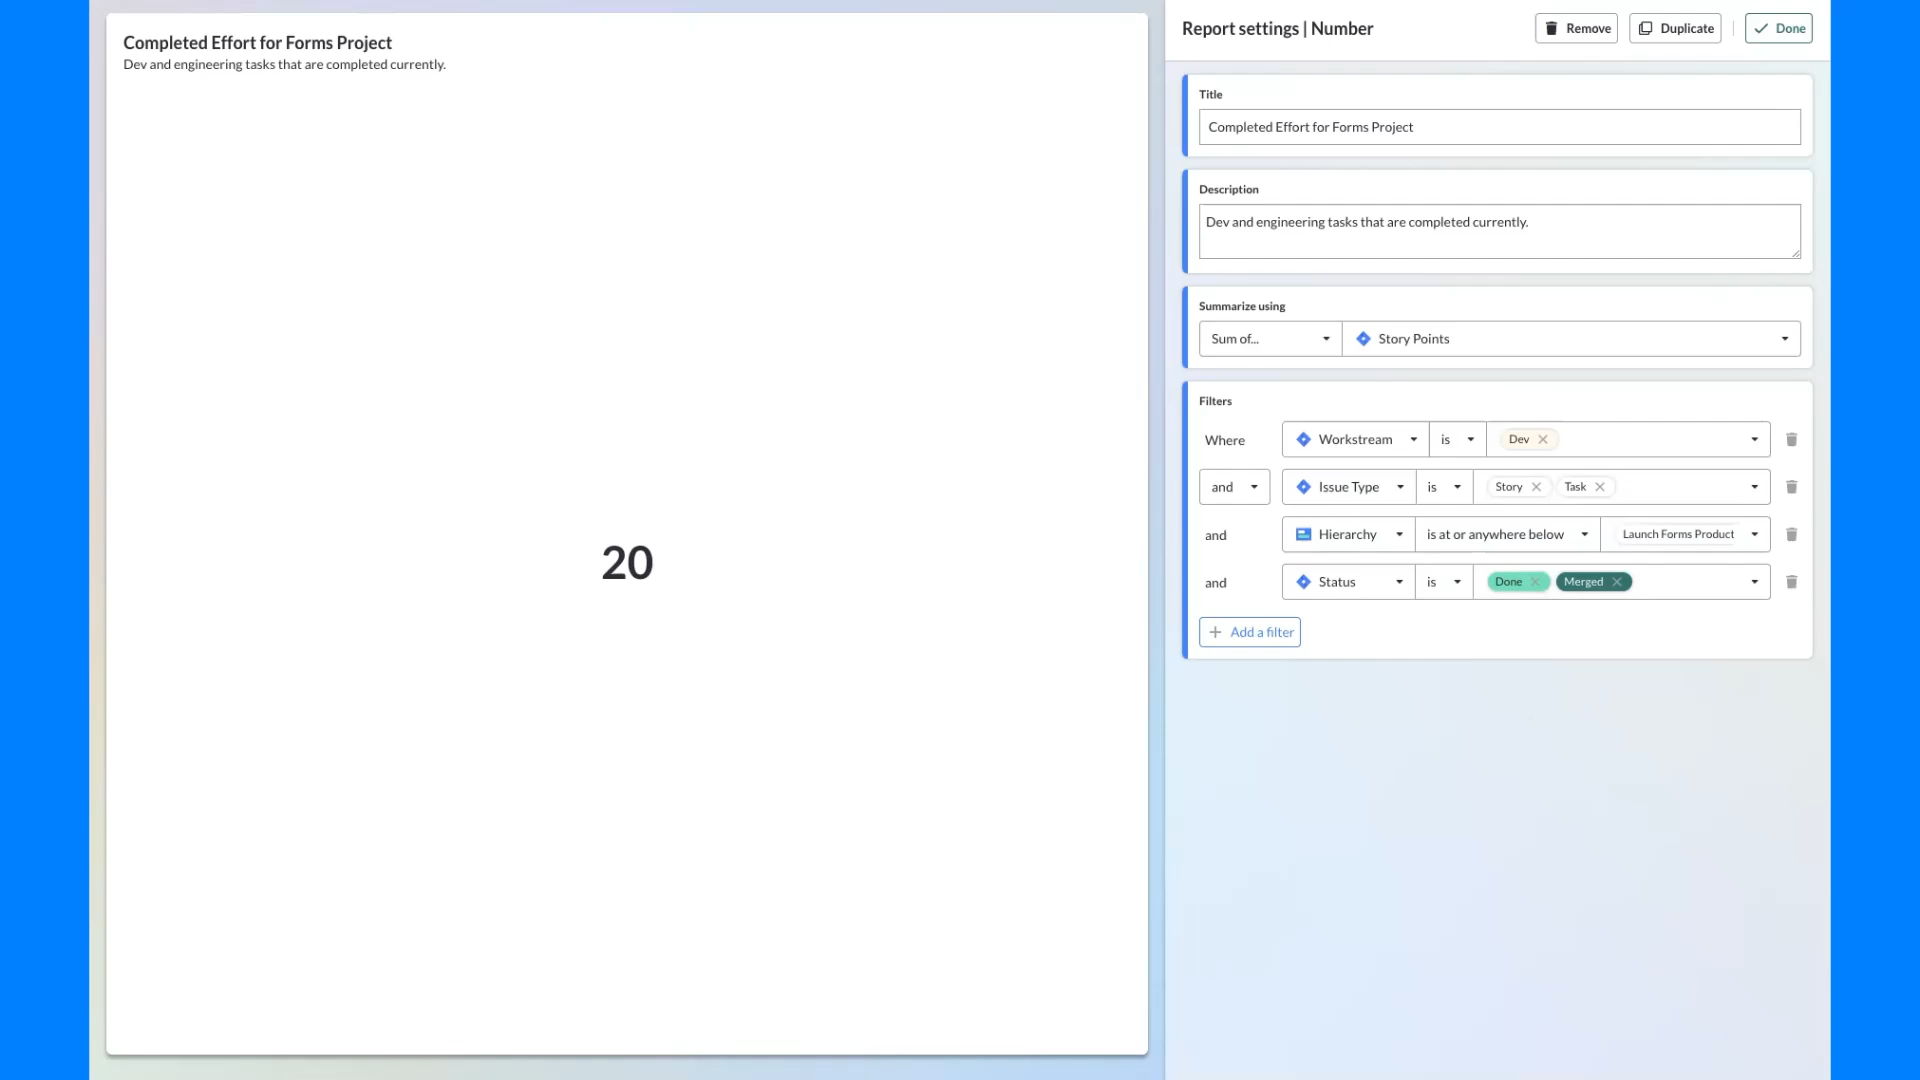 Completed Effort for Forms Project
Dev and engineering tasks that are completed currently.
20
Report settings | Number
Remove
Duplicate
Done
Title
Completed Effort for Forms Project
Description
Dev and engineering tasks that are completed currently.
Summarize using
Sum of... Story Points
Filters
Where Workstream is Dev
and Issue Type is Story Task
and Hierarchy is at or anywhere below Launch Forms Product
and Status is Done Merged
Add a filter